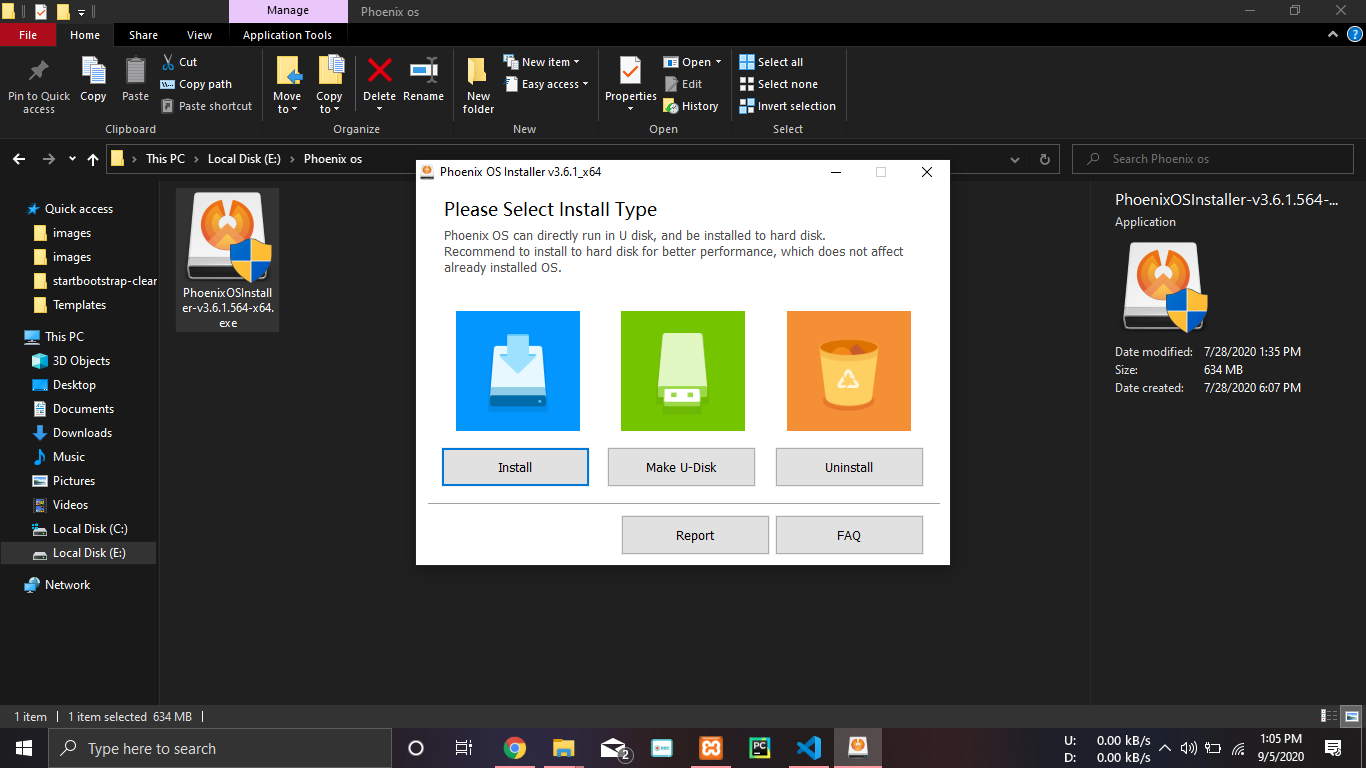 Manage
Phoenix os
File
Home
Share
View
Application Tools
Pin to Quick
access
Copy
Paste
Cut
Copy path
Paste shortcut
Clipboard
Move
to
Copy
to
Delete
Rename
Organize
New
folder
New item
Easy access
New
Properties
Open
Edit
History
Open
Select all
Select none
Invert selection
Select
This PC
Local Disk (E:)
Phoenix os
Search Phoenix os
Quick access
images
images
startbootstrap-clear
Templates
This PC
3D Objects
Desktop
Documents
Downloads
Music
Pictures
Videos
Local Disk (C:)
Local Disk (E:)
Network
PhoenixOSInstall
er-v3.6.1.564-x64.
exe
Phoenix OS Installer v3.6.1_x64
Please Select Install Type
Phoenix OS can directly run in U disk, and be installed to hard disk.
Recommend to install to hard disk for better performance, which does not affect
already installed OS.
Install
Make U-Disk
Uninstall
Report
FAQ
PhoenixOSInstaller-v3.6.1.564-...
Application
Date modified: 7/28/2020 1:35 PM
Size: 634 MB
Date created: 7/28/2020 6:07 PM
1 item
1 item selected 634 MB
Type here to search
2
PC
U: 0.00 kB/s
D: 0.00 kB/s
1:05 PM
9/5/2020